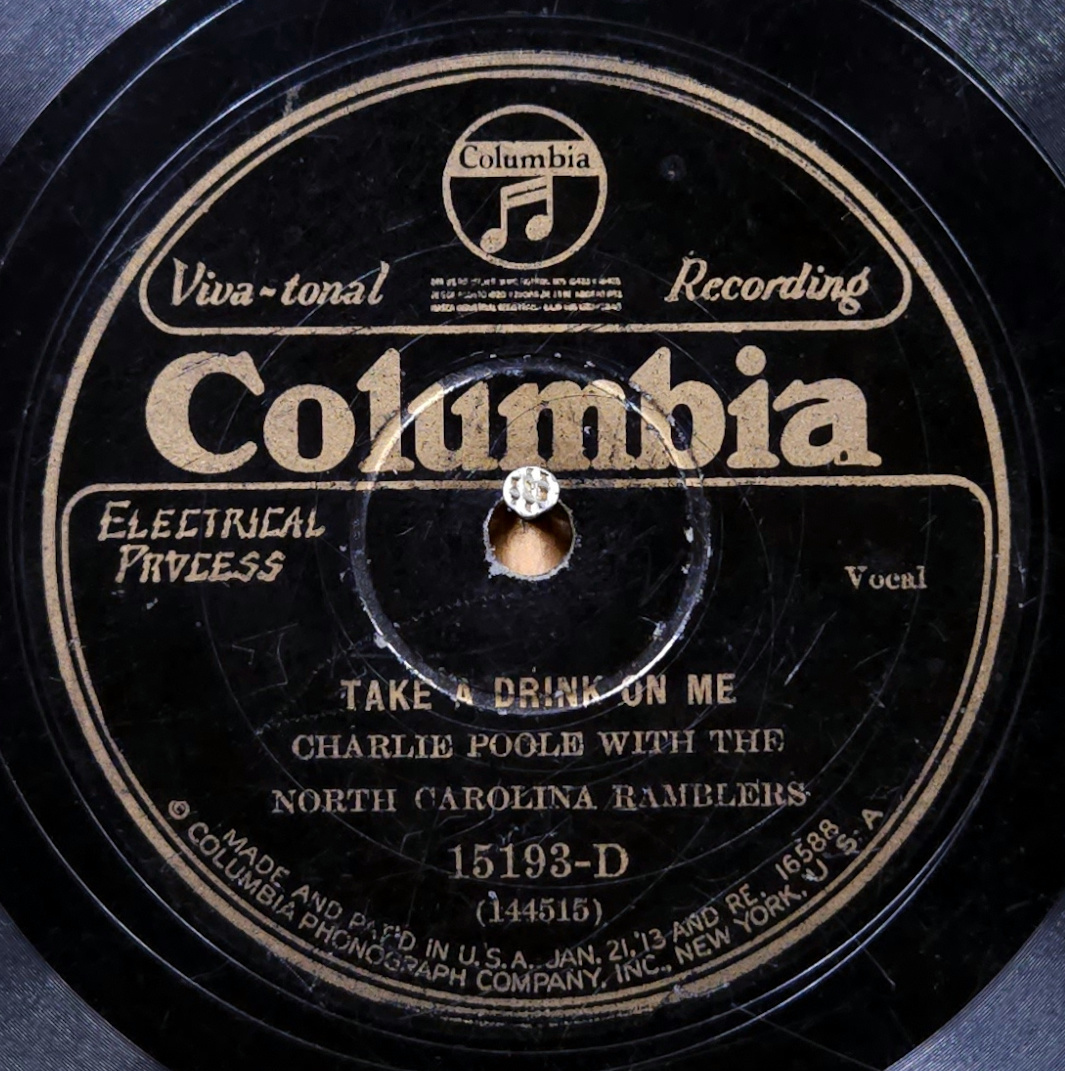 Columbia
Viva-tonal
Recording
Columbia
ELECTRICAL
PROCESS
Vocal
TAKE A DRINK ON ME
CHARLIE POOLE WITH THE
NORTH CAROLINA RAMBLERS
15193-D
(144515)
MADE AND PAT'D IN U.S.A. JAN. 21,'13 AND RE. 16588
© COLUMBIA PHONOGRAPH COMPANY, INC., NEW YORK, U.S.A